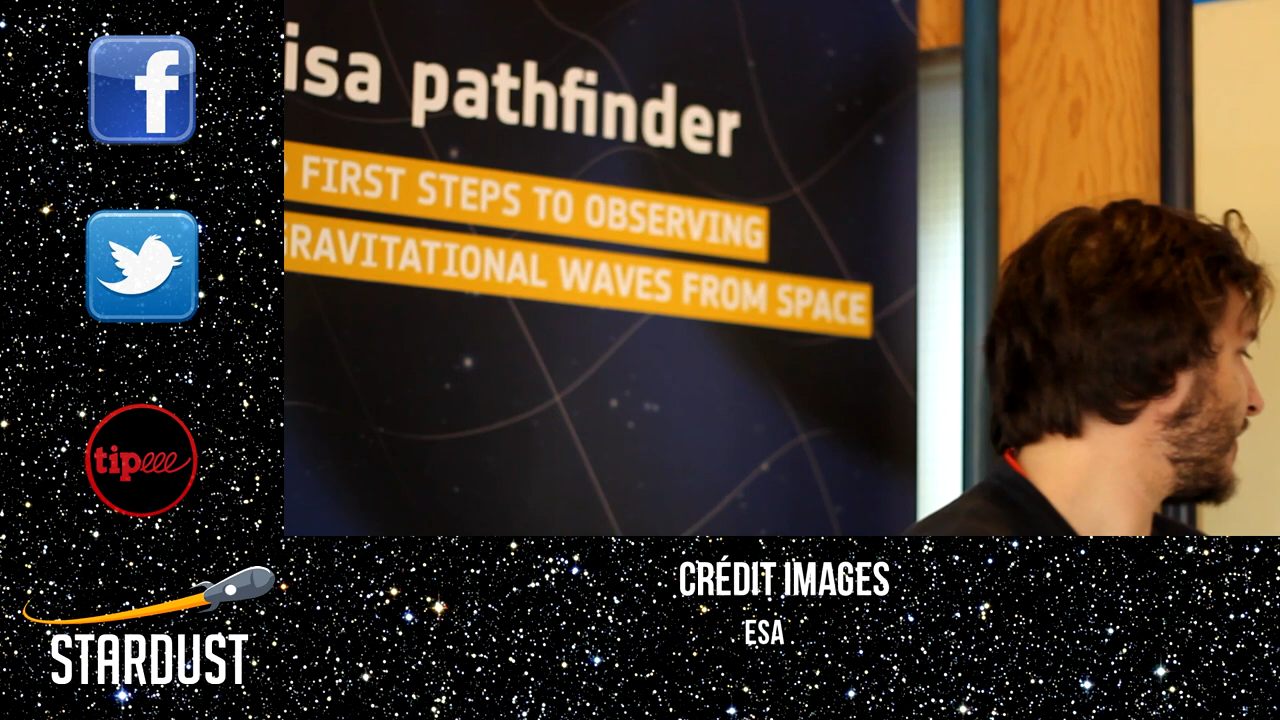 f
isa pathfinder
FIRST STEPS TO OBSERVING
RAVITATIONAL WAVES FROM SPACE
tipeee
STARDUST
CRÉDIT IMAGES
ESA